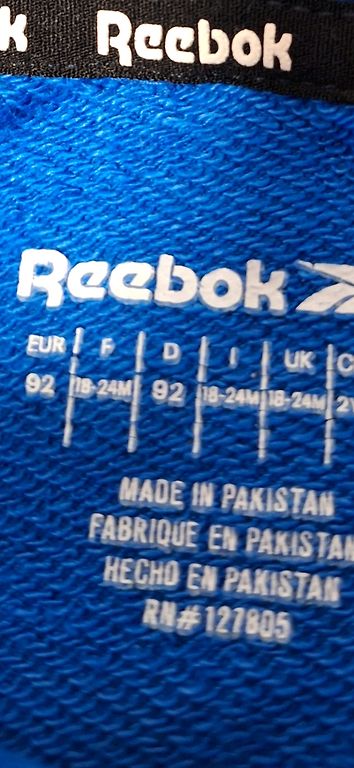 k Reebok
Reebok
EUR F D I UK C
92 18-24M 92 18-24M 18-24M 2Y
MADE IN PAKISTAN
FABRIQUE EN PAKISTAN
HECHO EN PAKISTAN
RN# 127805